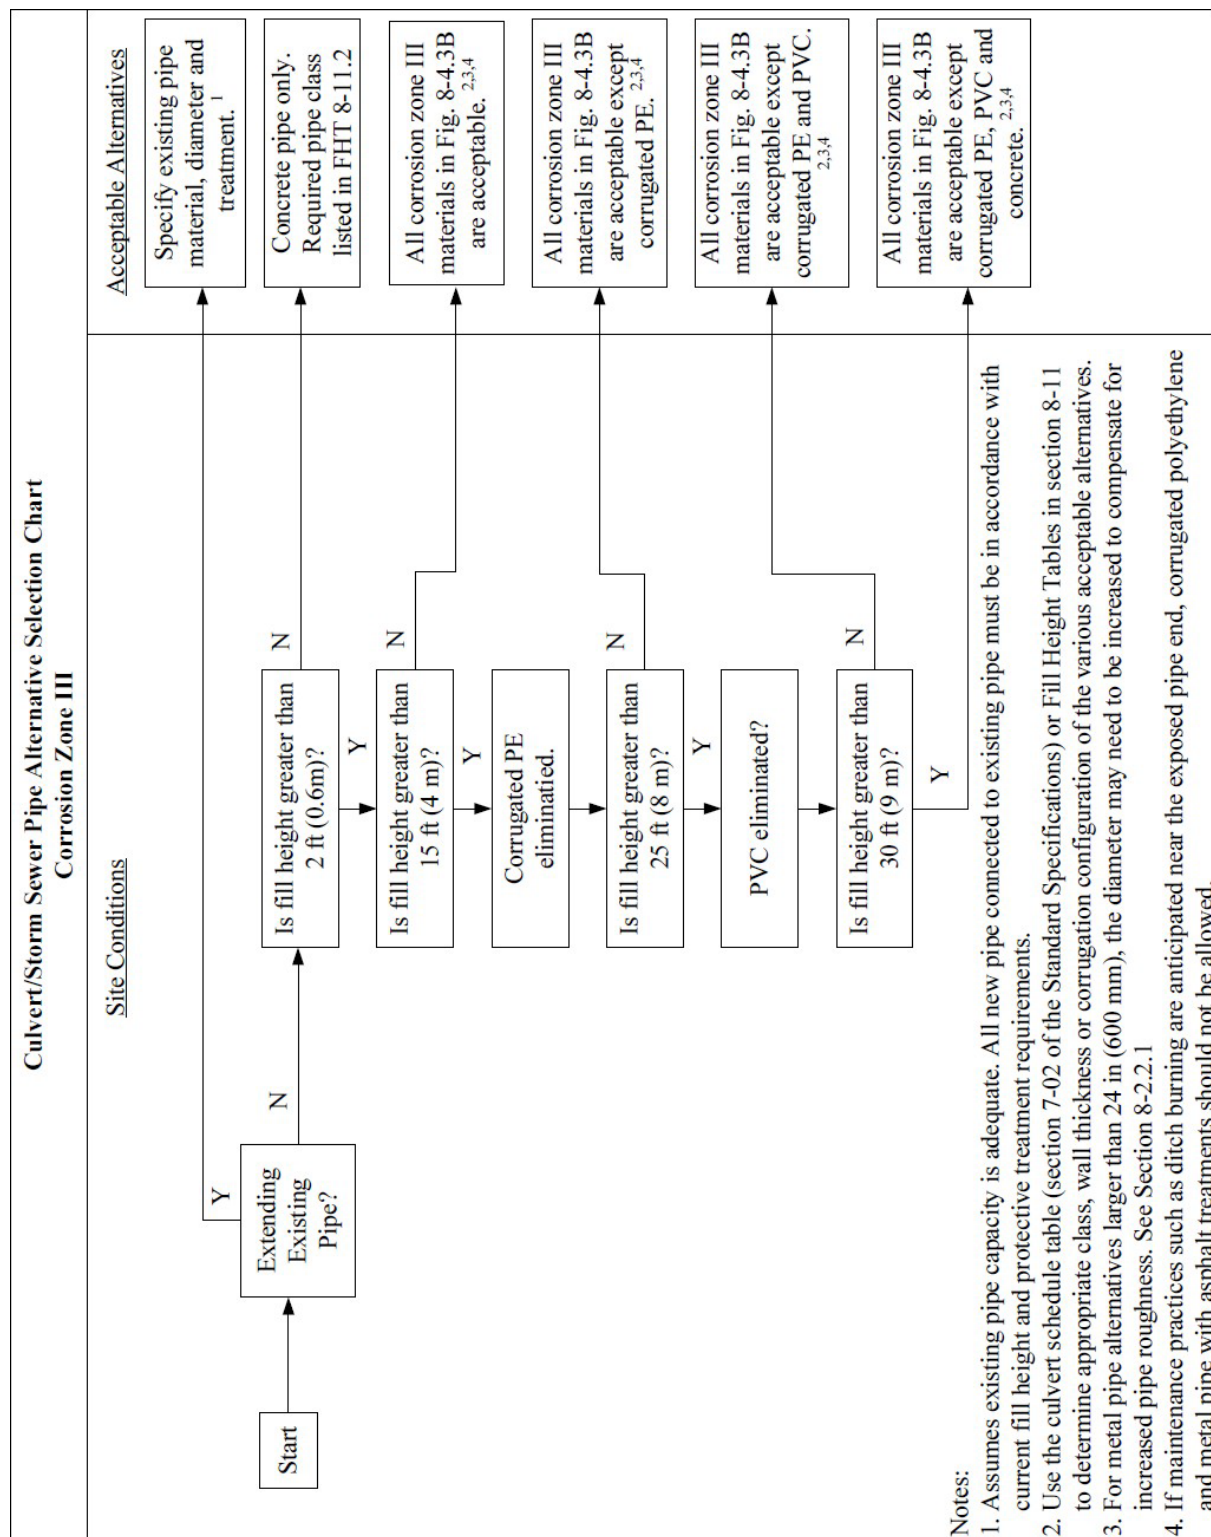 Culvert/Storm Sewer Pipe Alternative Selection Chart
Corrosion Zone III
Site Conditions
Acceptable Alternatives
Start
Extending
Existing
Pipe?
Y
N
Is fill height greater than
2 ft (0.6m)?
N
Y
Is fill height greater than
15 ft (4 m)?
N
Y
Corrugated PE
eliminatied.
Is fill height greater than
25 ft (8 m)?
N
Y
PVC eliminated?
Is fill height greater than
30 ft (9 m)?
N
Y
Specify existing pipe
material, diameter and
treatment. 1
Concrete pipe only.
Required pipe class
listed in FHT 8-11.2
All corrosion zone III
materials in Fig. 8-4.3B
are acceptable. 2,3,4
All corrosion zone III
materials in Fig. 8-4.3B
are acceptable except
corrugated PE. 2,3,4
All corrosion zone III
materials in Fig. 8-4.3B
are acceptable except
corrugated PE and PVC.
2,3,4
All corrosion zone III
materials in Fig. 8-4.3B
are acceptable except
corrugated PE, PVC and
concrete. 2,3,4
Notes:
1. Assumes existing pipe capacity is adequate. All new pipe connected to existing pipe must be in accordance with
current fill height and protective treatment requirements.
2. Use the culvert schedule table (section 7-02 of the Standard Specifications) or Fill Height Tables in section 8-11
to determine appropriate class, wall thickness or corrugation configuration of the various acceptable alternatives.
3. For metal pipe alternatives larger than 24 in (600 mm), the diameter may need to be increased to compensate for
increased pipe roughness. See Section 8-2.2.1
4. If maintenance practices such as ditch burning are anticipated near the exposed pipe end, corrugated polyethylene
and metal pipe with asphalt treatments should not be allowed.